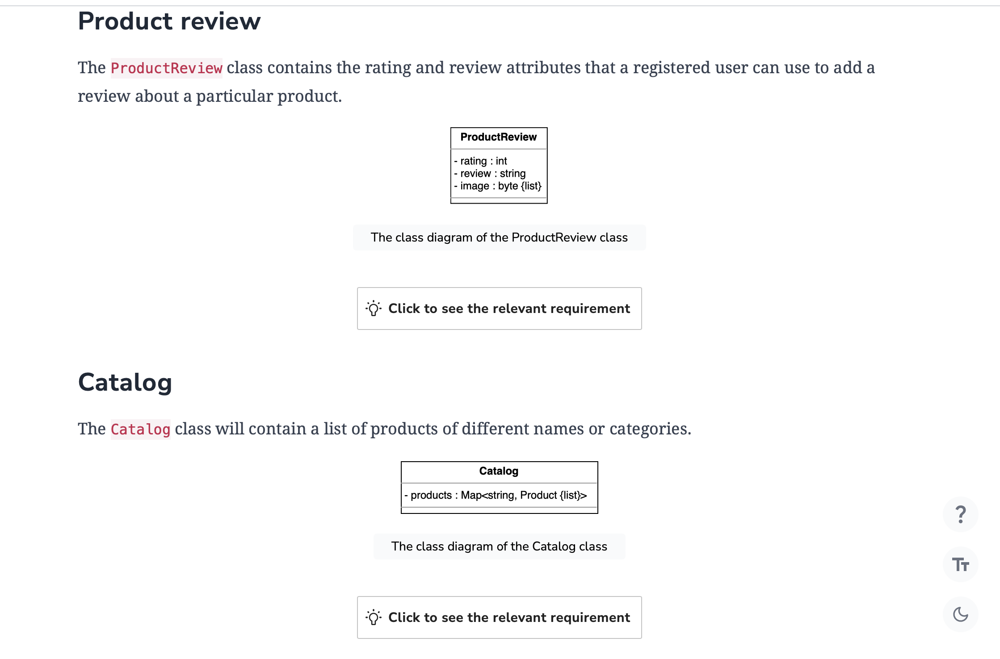 Product review
The ProductReview class contains the rating and review attributes that a registered user can use to add a
review about a particular product.
ProductReview
- rating : int
- review : string
- image : byte {list}
The class diagram of the ProductReview class
Click to see the relevant requirement
Catalog
The Catalog class will contain a list of products of different names or categories.
Catalog
- products : Map<string, Product {list}>
The class diagram of the Catalog class
Click to see the relevant requirement
?
TT